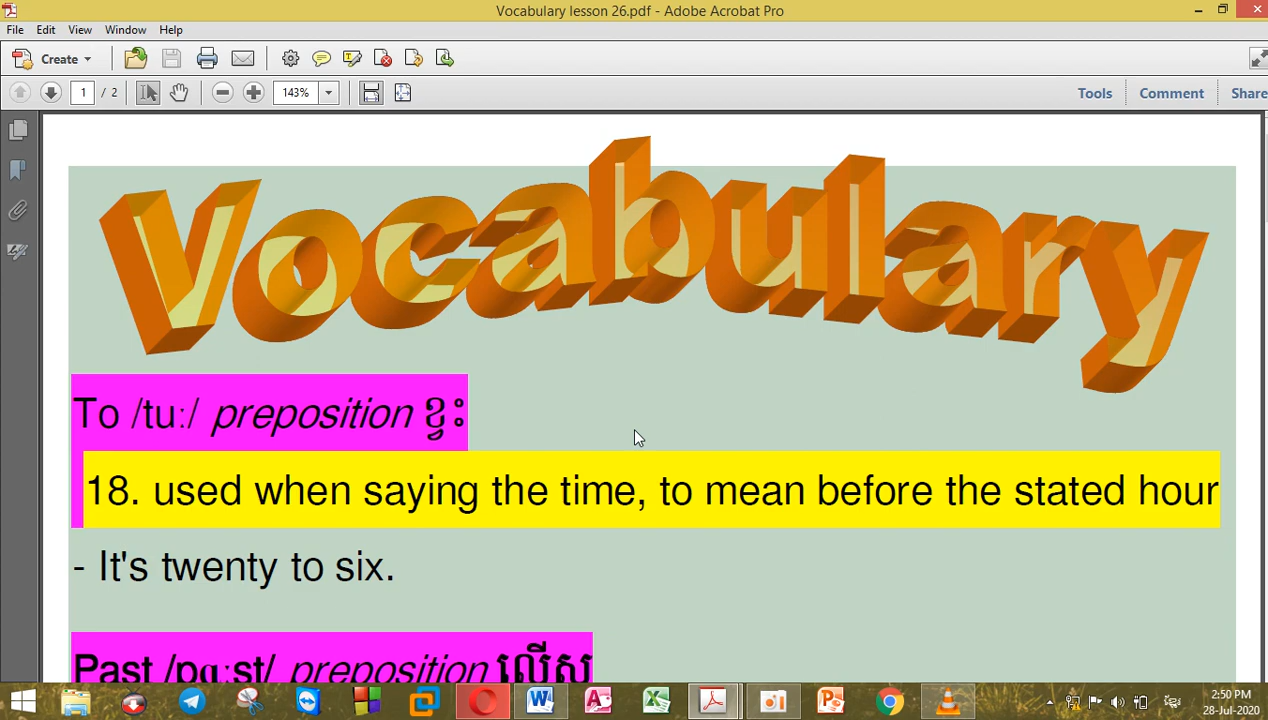 Vocabulary lesson 26.pdf - Adobe Acrobat Pro
File Edit View Window Help
Create
1 / 2 143% Tools Comment Share
Vocabulary
To /tuː/ preposition ខ្វះ
18. used when saying the time, to mean before the stated hour
- It's twenty to six.
Past /pɑːst/ preposition លើស
2:50 PM
28-Jul-2020